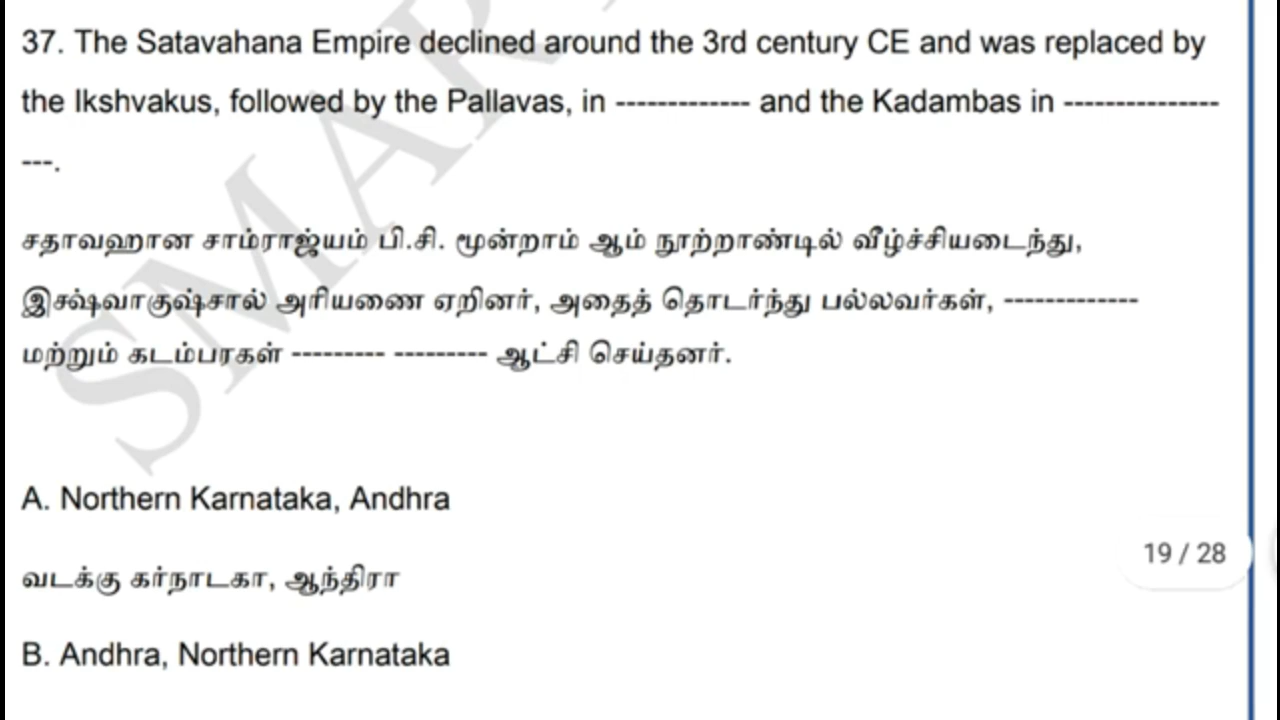 37. The Satavahana Empire declined around the 3rd century CE and was replaced by
the Ikshvakus, followed by the Pallavas, in ------------- and the Kadambas in ---------------
---.
சதாவஹான சாம்ராஜ்யம் பி.சி. மூன்றாம் ஆம் நூற்றாண்டில் வீழ்ச்சியடைந்து,
இசஷ்வாகுஷ்சால் அரியணை ஏறினர், அதைத் தொடர்ந்து பல்லவர்கள், -------------
மற்றும் கடம்பரகள் --------- --------- ஆட்சி செய்தனர்.
A. Northern Karnataka, Andhra
19 / 28
வடக்கு கர்நாடகா, ஆந்திரா
B. Andhra, Northern Karnataka
SMAR